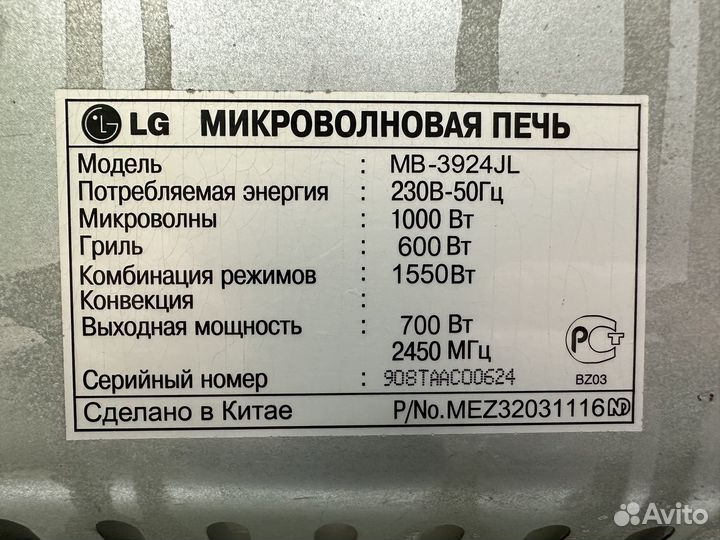 LG МИКРОВОЛНОВАЯ ПЕЧЬ
Модель : MB-3924JL
Потребляемая энергия : 230В-50Гц
Микроволны : 1000 Вт
Гриль : 600 Вт
Комбинация режимов : 1550Вт
Конвекция :
Выходная мощность : 700 Вт
2450 МГц
РСТ
Серийный номер : 908TAAC00624
BZ03
Сделано в Китае P/No.MEZ32031116
Avito